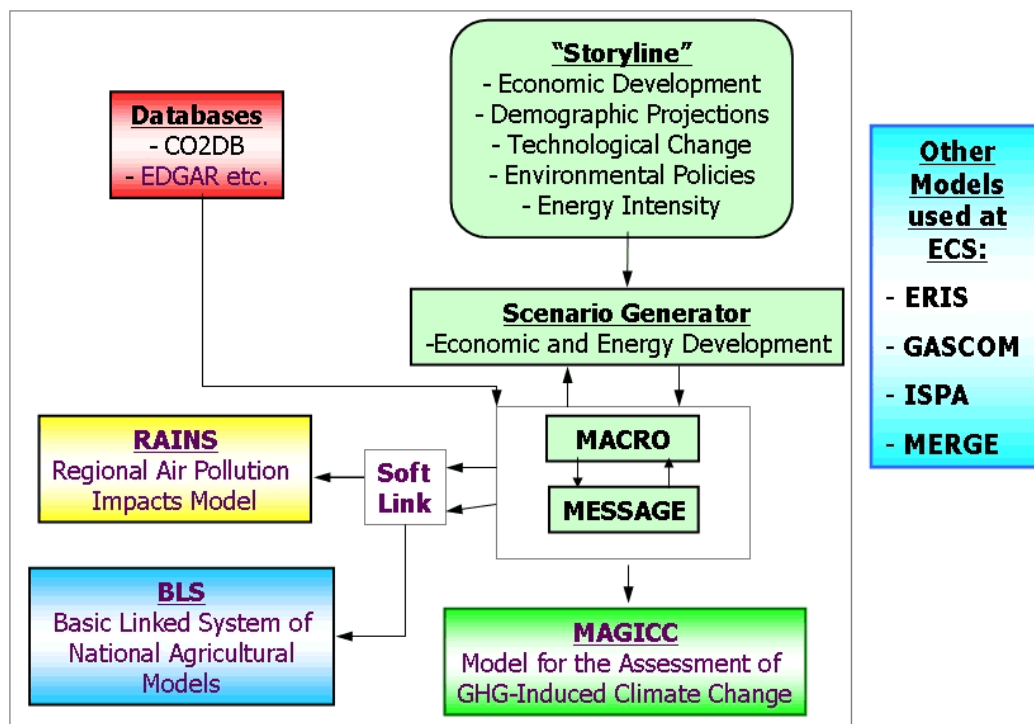 “Storyline”
- Economic Development
- Demographic Projections
- Technological Change
- Environmental Policies
- Energy Intensity
Databases
- CO2DB
- EDGAR etc.
Other
Models
used at
ECS:
- ERIS
- GASCOM
- ISPA
- MERGE
Scenario Generator
-Economic and Energy Development
MACRO
MESSAGE
RAINS
Regional Air Pollution
Impacts Model
Soft
Link
BLS
Basic Linked System of
National Agricultural
Models
MAGICC
Model for the Assessment of
GHG-Induced Climate Change